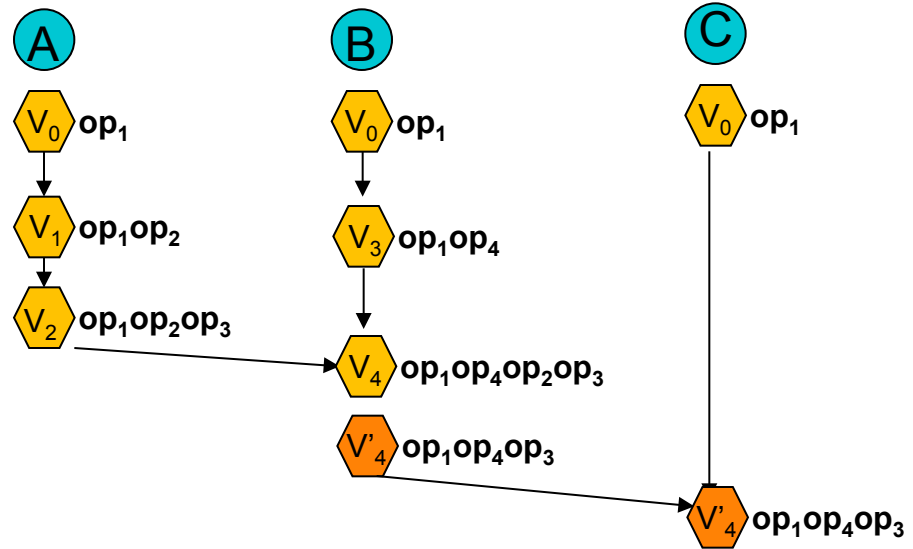 A B C
V₀ op₁ V₀ op₁ V₀ op₁
V₁ op₁op₂ V₃ op₁op₄
V₂ op₁op₂op₃
V₄ op₁op₄op₂op₃
V’₄ op₁op₄op₃
V’₄ op₁op₄op₃